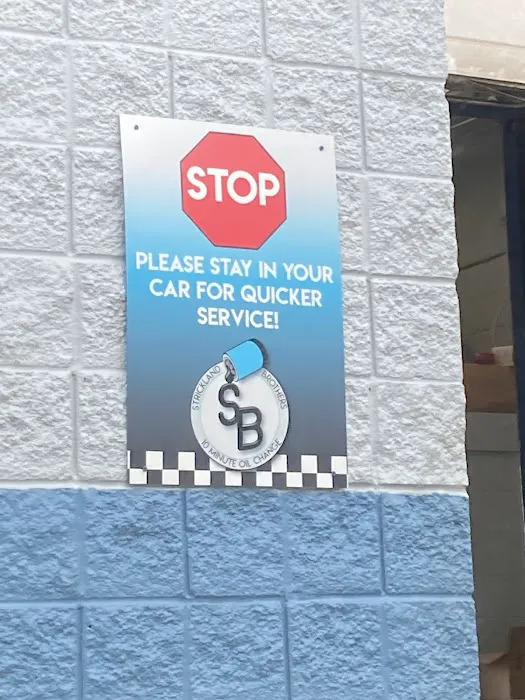 STOP
PLEASE STAY IN YOUR
CAR FOR QUICKER
SERVICE!
STRICKLAND BROTHERS
SB
10 MINUTE OIL CHANGE